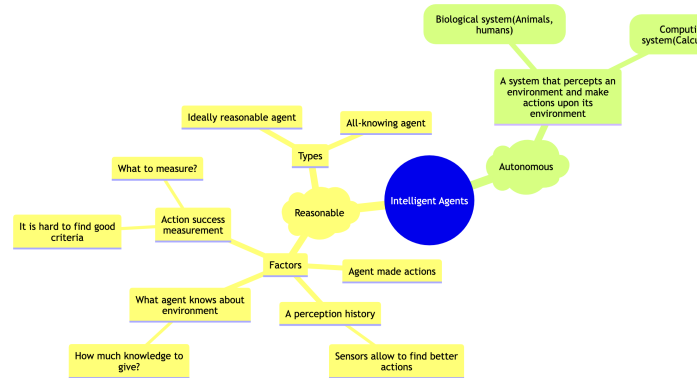 Biological system(Animals,
humans)
system(Calcu
A system that percepts an
environment and make
actions upon its
environment
Ideally reasonable agent
All-knowing agent
Types
Autonomous
What to measure?
Intelligent Agents
Reasonable
Action success
measurement
It is hard to find good
criteria
Factors
Agent made actions
What agent knows about
environment
A perception history
How much knowledge to
give?
Sensors allow to find better
actions